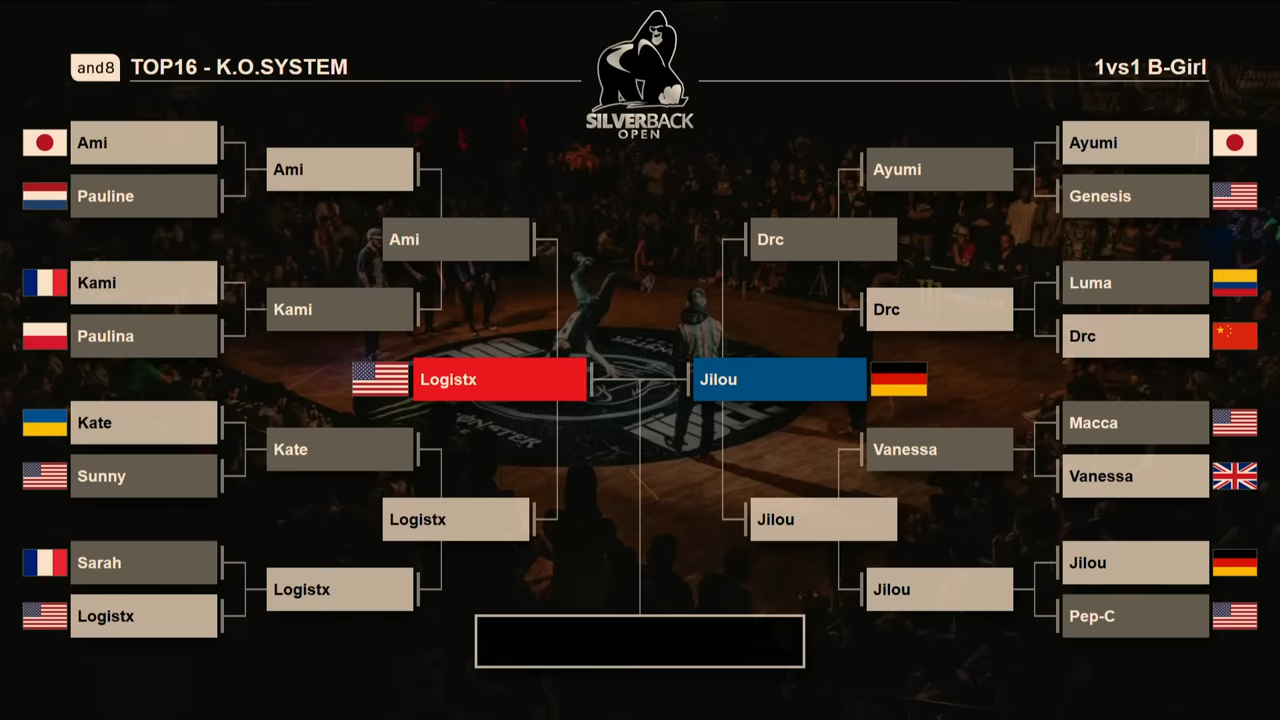 and8
TOP16 - K.O.SYSTEM
1vs1 B-Girl
SILVERBACK
OPEN
Ami
Pauline
Kami
Paulina
Kate
Sunny
Sarah
Logistx
Ami
Kami
Kate
Logistx
Ami
Logistx
Logistx
Jilou
Drc
Jilou
Ayumi
Drc
Vanessa
Jilou
Ayumi
Genesis
Luma
Drc
Macca
Vanessa
Jilou
Pep-C